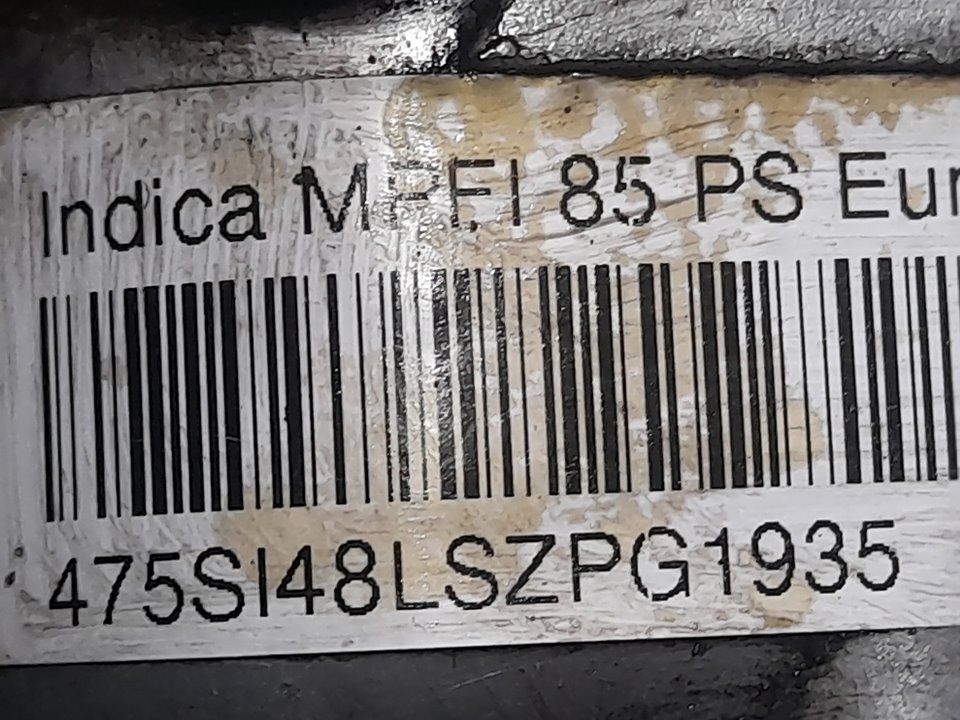 Indica MPFI 85 PS Eur
475SI48LSZPG1935